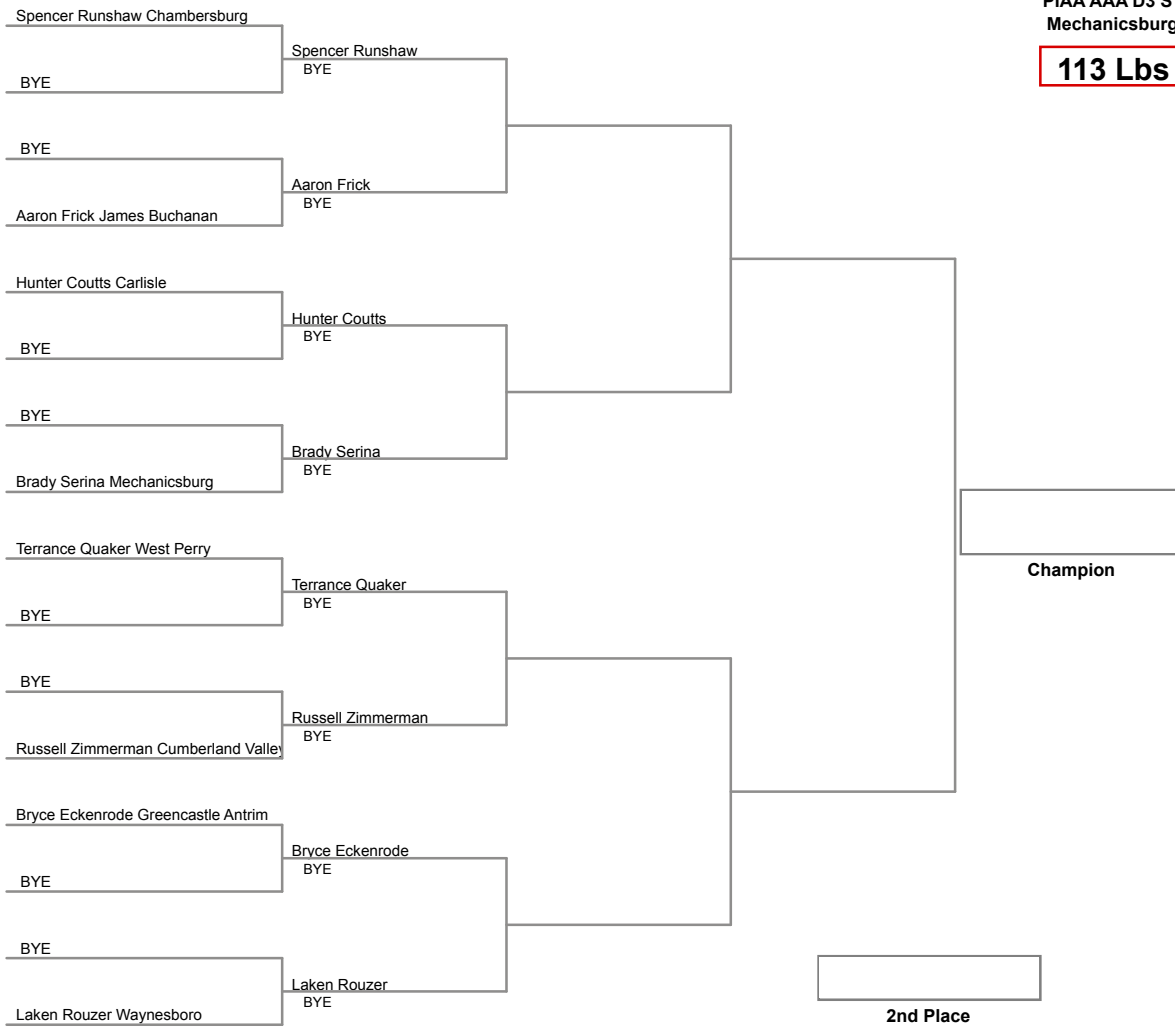 PIAA AAA D3 S
Mechanicsburg
113 Lbs
Spencer Runshaw Chambersburg
BYE
BYE
Aaron Frick James Buchanan
Hunter Coutts Carlisle
BYE
BYE
Brady Serina Mechanicsburg
Terrance Quaker West Perry
BYE
BYE
Russell Zimmerman Cumberland Valley
Bryce Eckenrode Greencastle Antrim
BYE
BYE
Laken Rouzer Waynesboro
Spencer Runshaw
BYE
Aaron Frick
BYE
Hunter Coutts
BYE
Brady Serina
BYE
Terrance Quaker
BYE
Russell Zimmerman
BYE
Bryce Eckenrode
BYE
Laken Rouzer
BYE
Champion
2nd Place